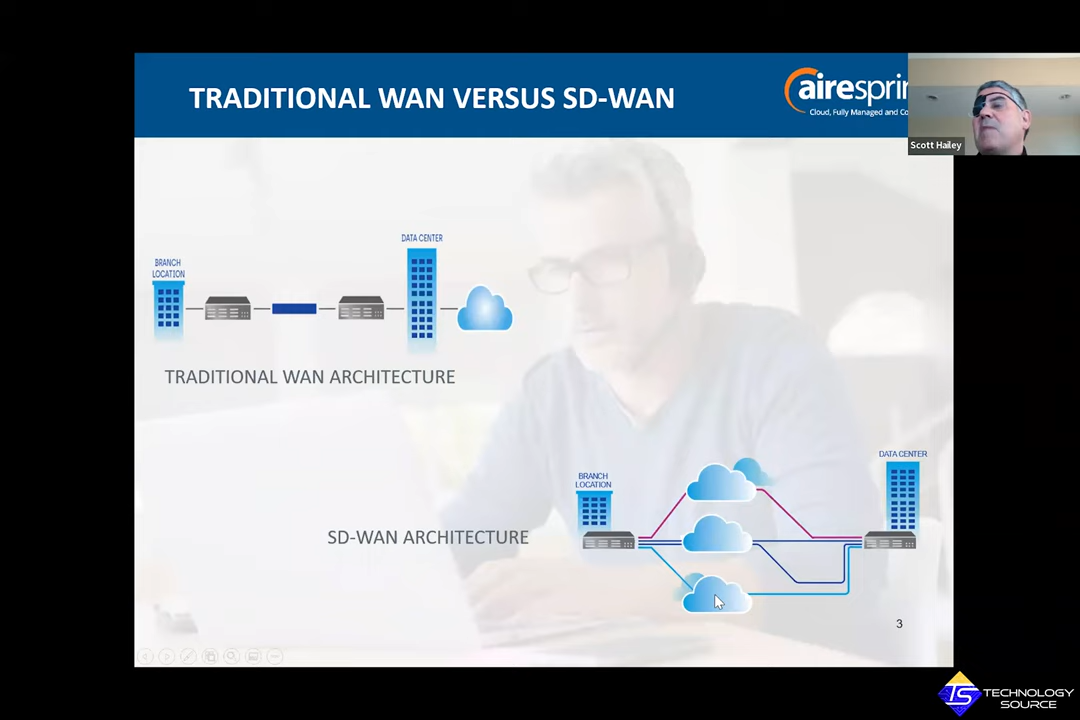 TRADITIONAL WAN VERSUS SD-WAN
airesprin
Cloud, Fully Managed and Co
Scott Hailey
DATA CENTER
BRANCH
LOCATION
TRADITIONAL WAN ARCHITECTURE
DATA CENTER
BRANCH
LOCATION
SD-WAN ARCHITECTURE
3
TS TECHNOLOGY
SOURCE